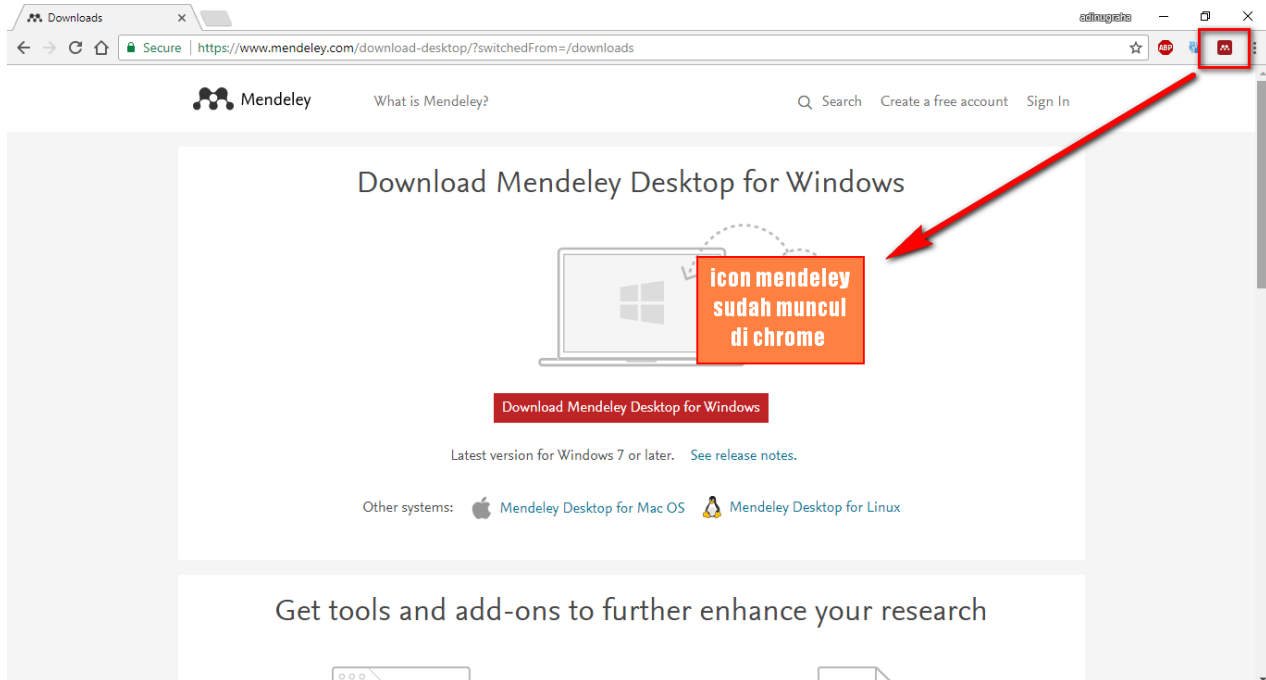 Downloads
adinugraha
Secure
https://www.mendeley.com/download-desktop/?switchedFrom=/downloads
ABP
Mendeley
What is Mendeley?
Search
Create a free account
Sign In
Download Mendeley Desktop for Windows
icon mendeley
sudah muncul
di chrome
Download Mendeley Desktop for Windows
Latest version for Windows 7 or later. See release notes.
Other systems: Mendeley Desktop for Mac OS Mendeley Desktop for Linux
Get tools and add-ons to further enhance your research